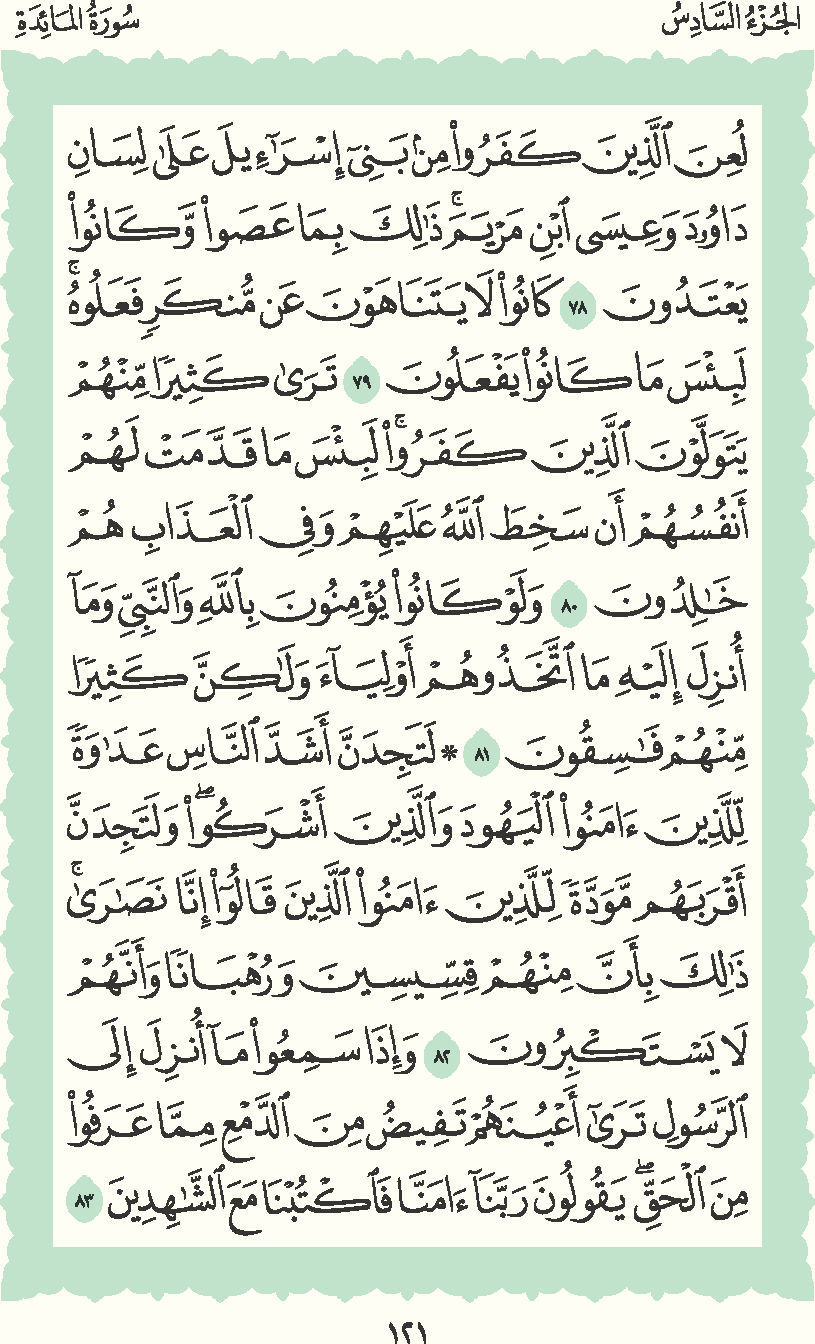 الجُزْءُ السَّادِسُ
سُورَةُ المَائِدَةِ
لُعِنَ ٱلَّذِينَ كَفَرُوا۟ مِنۢ بَنِىٓ إِسْرَٰٓءِيلَ عَلَىٰ لِسَانِ
دَاوُۥدَ وَعِيسَى ٱبْنِ مَرْيَمَ ۚ ذَٰلِكَ بِمَا عَصَوا۟ وَّكَانُوا۟
يَعْتَدُونَ ٧٨ كَانُوا۟ لَا يَتَنَاهَوْنَ عَن مُّنكَرٍ فَعَلُوهُ ۚ
لَبِئْسَ مَا كَانُوا۟ يَفْعَلُونَ ٧٩ تَرَىٰ كَثِيرًا مِّنْهُمْ
يَتَوَلَّوْنَ ٱلَّذِينَ كَفَرُوا۟ ۚ لَبِئْسَ مَا قَدَّمَتْ لَهُمْ
أَنفُسُهُمْ أَن سَخِطَ ٱللَّهُ عَلَيْهِمْ وَفِى ٱلْعَذَابِ هُمْ
خَٰلِدُونَ ٨٠ وَلَوْ كَانُوا۟ يُؤْمِنُونَ بِٱللَّهِ وَٱلنَّبِىِّ وَمَآ
أُنزِلَ إِلَيْهِ مَا ٱتَّخَذُوهُمْ أَوْلِيَآءَ وَلَٰكِنَّ كَثِيرًا
مِّنْهُمْ فَٰسِقُونَ ٨١ * لَتَجِدَنَّ أَشَدَّ ٱلنَّاسِ عَدَٰوَةً
لِّلَّذِينَ ءَامَنُوا۟ ٱلْيَهُودَ وَٱلَّذِينَ أَشْرَكُوا۟ ۖ وَلَتَجِدَنَّ
أَقْرَبَهُم مَّوَدَّةً لِّلَّذِينَ ءَامَنُوا۟ ٱلَّذِينَ قَالُوٓا۟ إِنَّا نَصَٰرَىٰ ۚ
ذَٰلِكَ بِأَنَّ مِنْهُمْ قِسِّيسِينَ وَرُهْبَانًا وَأَنَّهُمْ
لَا يَسْتَكْبِرُونَ ٨٢ وَإِذَا سَمِعُوا۟ مَآ أُنزِلَ إِلَى
ٱلرَّسُولِ تَرَىٰٓ أَعْيُنَهُمْ تَفِيضُ مِنَ ٱلدَّمْعِ مِمَّا عَرَفُوا۟
مِنَ ٱلْحَقِّ ۖ يَقُولُونَ رَبَّنَآ ءَامَنَّا فَٱكْتُبْنَا مَعَ ٱلشَّٰهِدِينَ ٨٣
١٢١